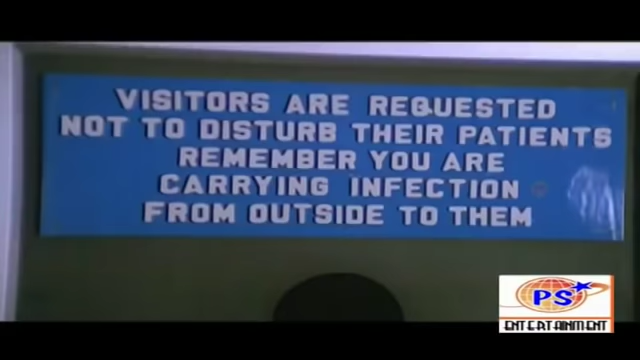 VISITORS ARE REQUESTED
NOT TO DISTURB THEIR PATIENTS
REMEMBER YOU ARE
CARRYING INFECTION
FROM OUTSIDE TO THEM
PS
ENTERTAINMENT